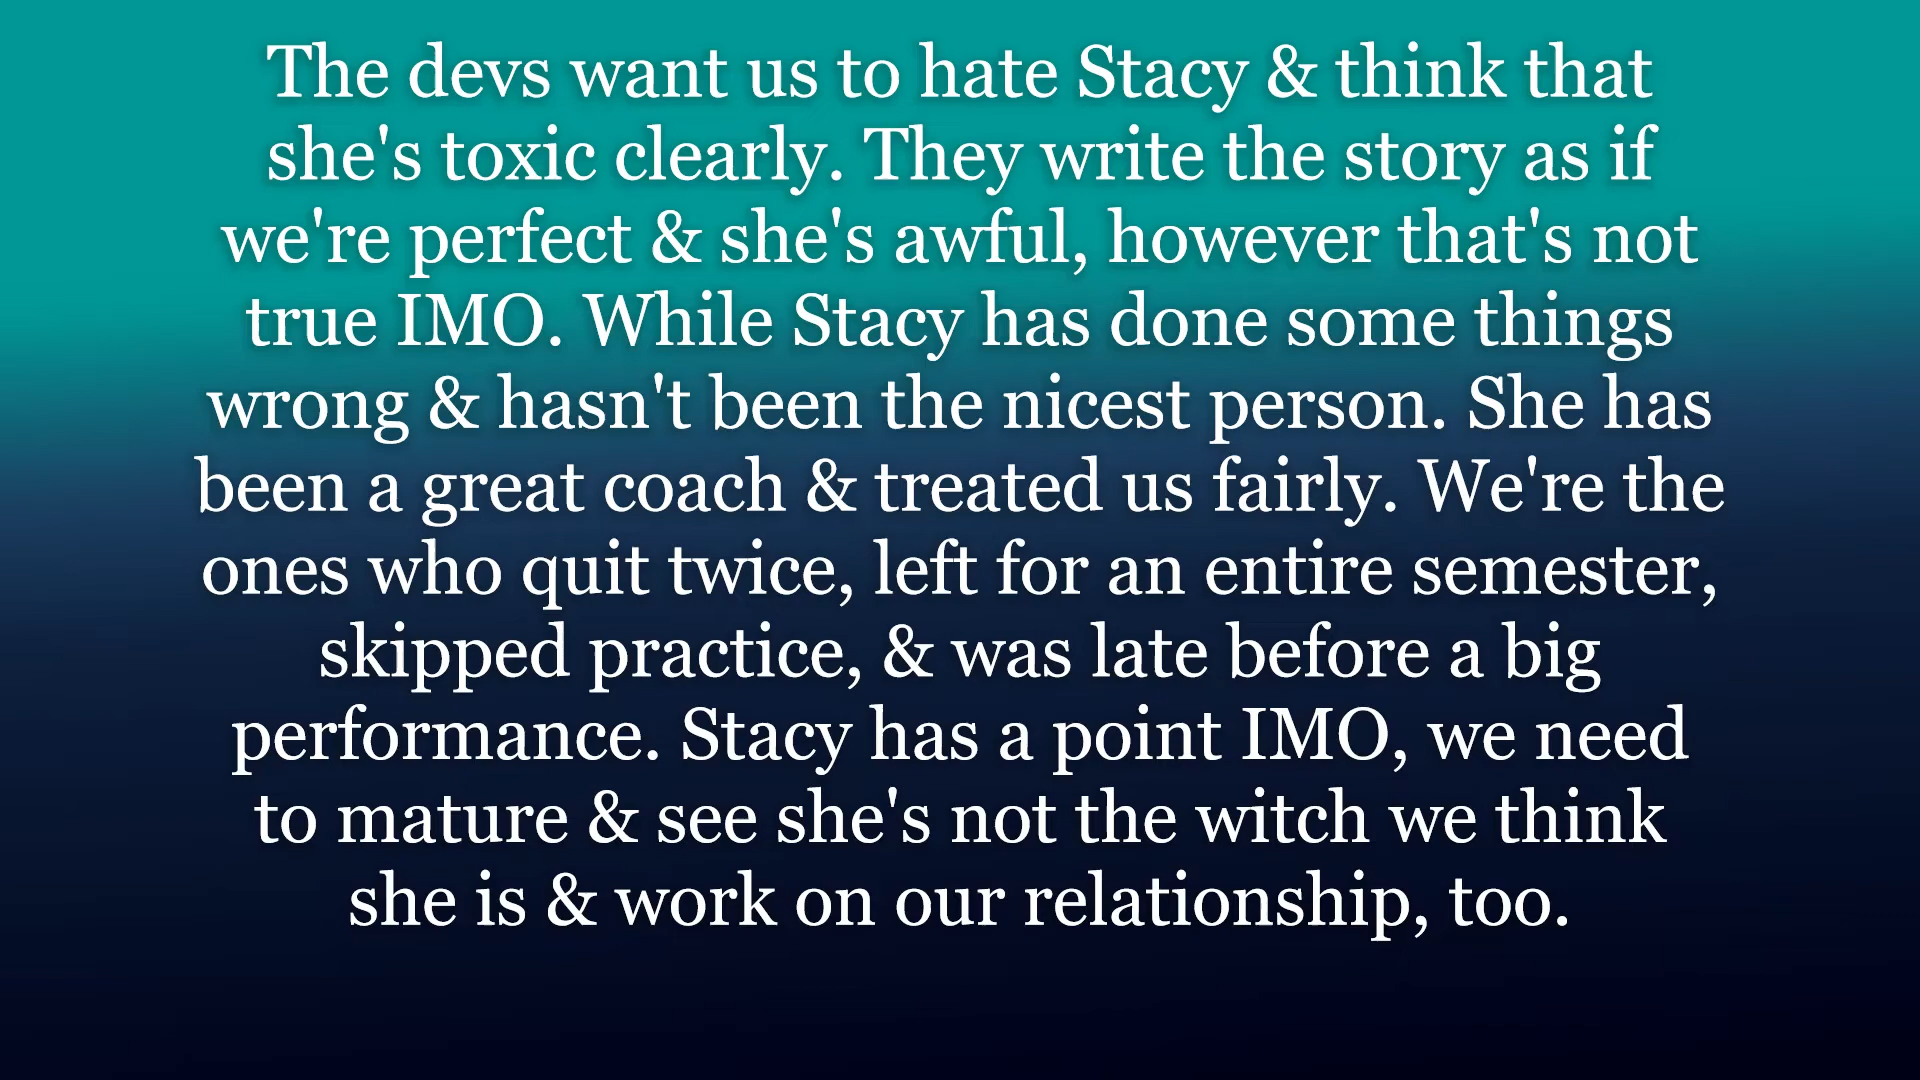 The devs want us to hate Stacy & think that
she's toxic clearly. They write the story as if
we're perfect & she's awful, however that's not
true IMO. While Stacy has done some things
wrong & hasn't been the nicest person. She has
been a great coach & treated us fairly. We're the
ones who quit twice, left for an entire semester,
skipped practice, & was late before a big
performance. Stacy has a point IMO, we need
to mature & see she's not the witch we think
she is & work on our relationship, too.